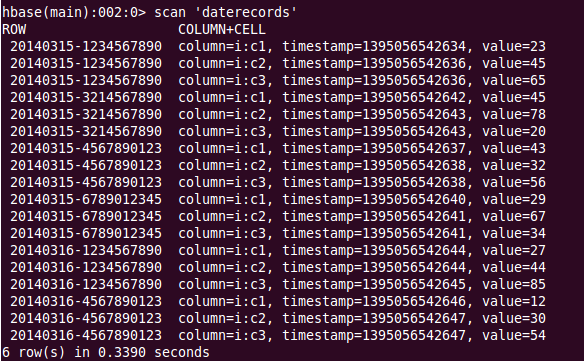 hbase(main):002:0> scan 'daterecords'
ROW                   COLUMN+CELL
 20140315-1234567890  column=i:c1, timestamp=1395056542634, value=23
 20140315-1234567890  column=i:c2, timestamp=1395056542636, value=45
 20140315-1234567890  column=i:c3, timestamp=1395056542636, value=65
 20140315-3214567890  column=i:c1, timestamp=1395056542642, value=45
 20140315-3214567890  column=i:c2, timestamp=1395056542643, value=78
 20140315-3214567890  column=i:c3, timestamp=1395056542643, value=20
 20140315-4567890123  column=i:c1, timestamp=1395056542637, value=43
 20140315-4567890123  column=i:c2, timestamp=1395056542638, value=32
 20140315-4567890123  column=i:c3, timestamp=1395056542638, value=56
 20140315-6789012345  column=i:c1, timestamp=1395056542640, value=29
 20140315-6789012345  column=i:c2, timestamp=1395056542641, value=67
 20140315-6789012345  column=i:c3, timestamp=1395056542641, value=34
 20140316-1234567890  column=i:c1, timestamp=1395056542644, value=27
 20140316-1234567890  column=i:c2, timestamp=1395056542644, value=44
 20140316-1234567890  column=i:c3, timestamp=1395056542645, value=85
 20140316-4567890123  column=i:c1, timestamp=1395056542646, value=12
 20140316-4567890123  column=i:c2, timestamp=1395056542647, value=30
 20140316-4567890123  column=i:c3, timestamp=1395056542647, value=54
6 row(s) in 0.3390 seconds